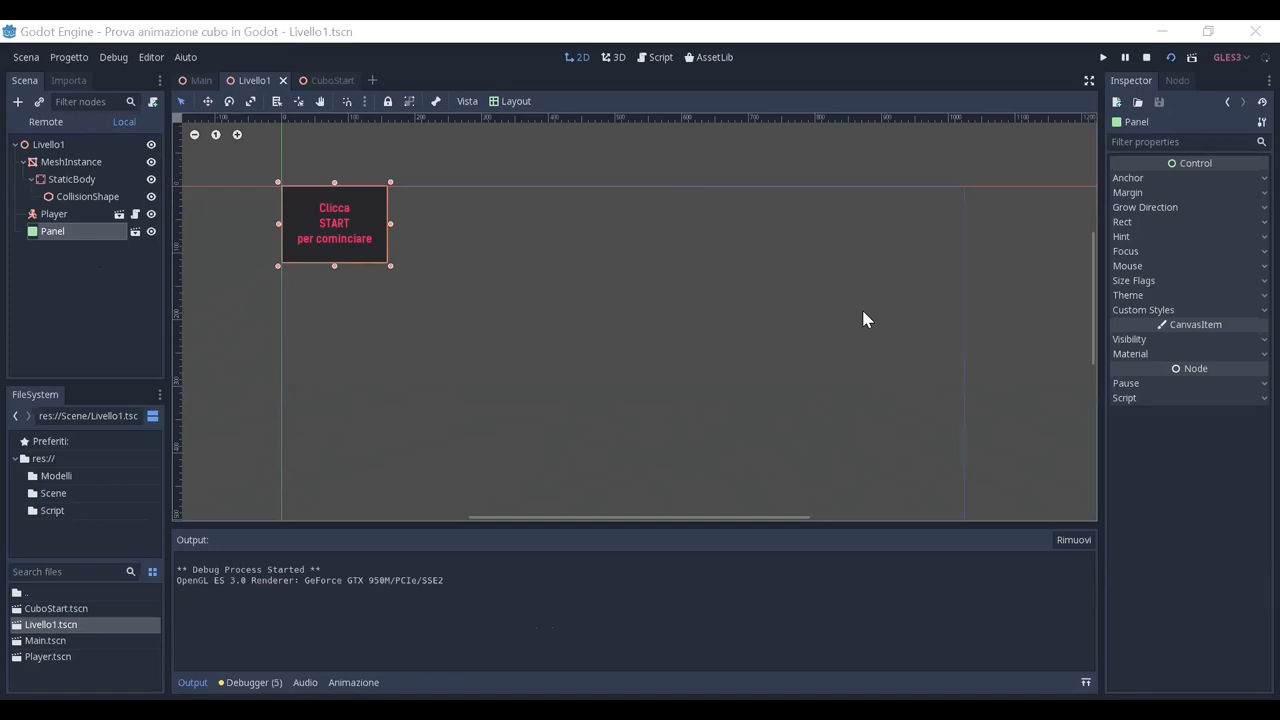 Godot Engine - Prova animazione cubo in Godot - Livello1.tscn
Scena Progetto Debug Editor Aiuto
2D 3D Script AssetLib
GLES3
Scena Importa
Main Livello1 CuboStart
Inspector Nodo
Filter nodes
Vista Layout
Remote Local
Panel
Filter properties
Livello1
MeshInstance
StaticBody
CollisionShape
Player
Panel
Clicca
START
per cominciare
Control
Anchor
Margin
Grow Direction
Rect
Hint
Focus
Mouse
Size Flags
Theme
Custom Styles
CanvasItem
Visibility
Material
Node
Pause
Script
FileSystem
res://Scene/Livello1.tsc
Preferiti:
res://
Modelli
Scene
Script
Search files
..
CuboStart.tscn
Livello1.tscn
Main.tscn
Player.tscn
Output:
Rimuovi
** Debug Process Started **
OpenGL ES 3.0 Renderer: GeForce GTX 950M/PCIe/SSE2
Output Debugger (5) Audio Animazione